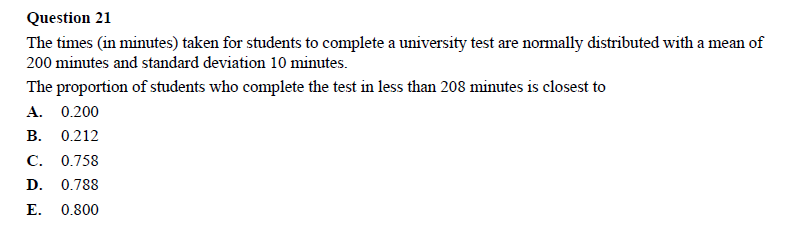 Question 21
The times (in minutes) taken for students to complete a university test are normally distributed with a mean of
200 minutes and standard deviation 10 minutes.
The proportion of students who complete the test in less than 208 minutes is closest to
A. 0.200
B. 0.212
C. 0.758
D. 0.788
E. 0.800